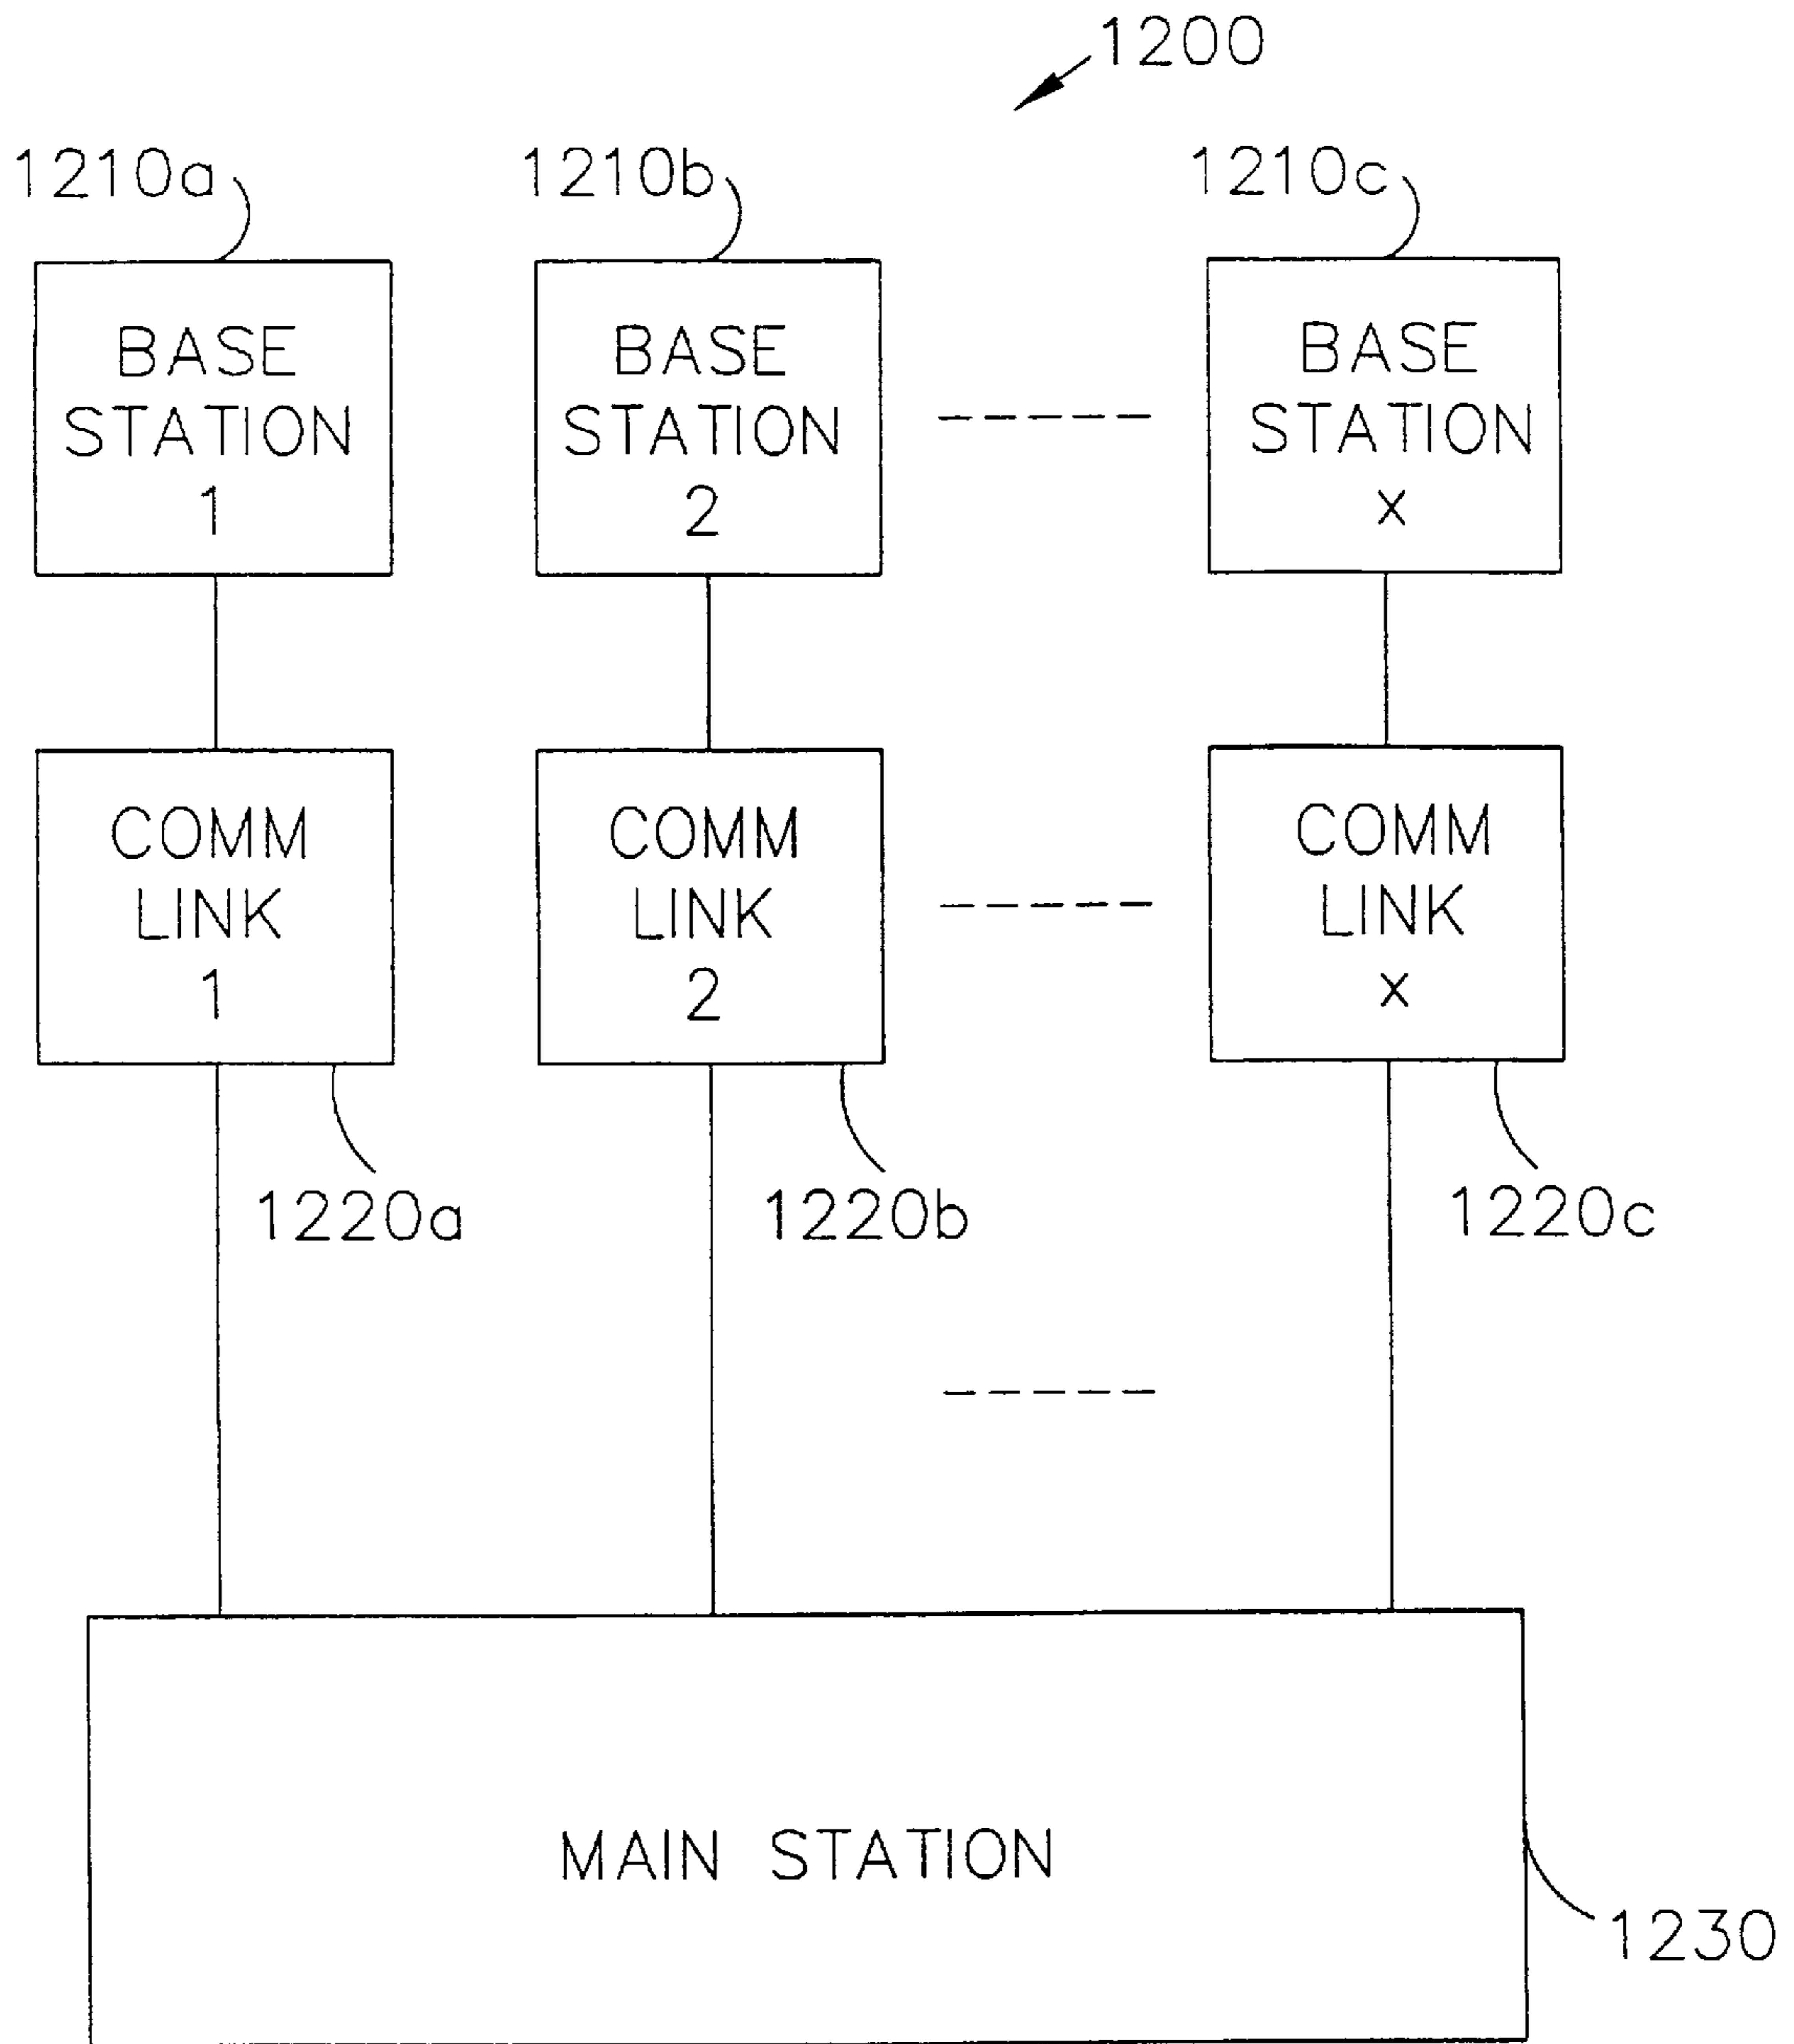 1200
1210a
1210b
1210c
BASE
STATION
1
BASE
STATION
2
BASE
STATION
x
COMM
LINK
1
COMM
LINK
2
COMM
LINK
x
1220a
1220b
1220c
MAIN STATION
1230